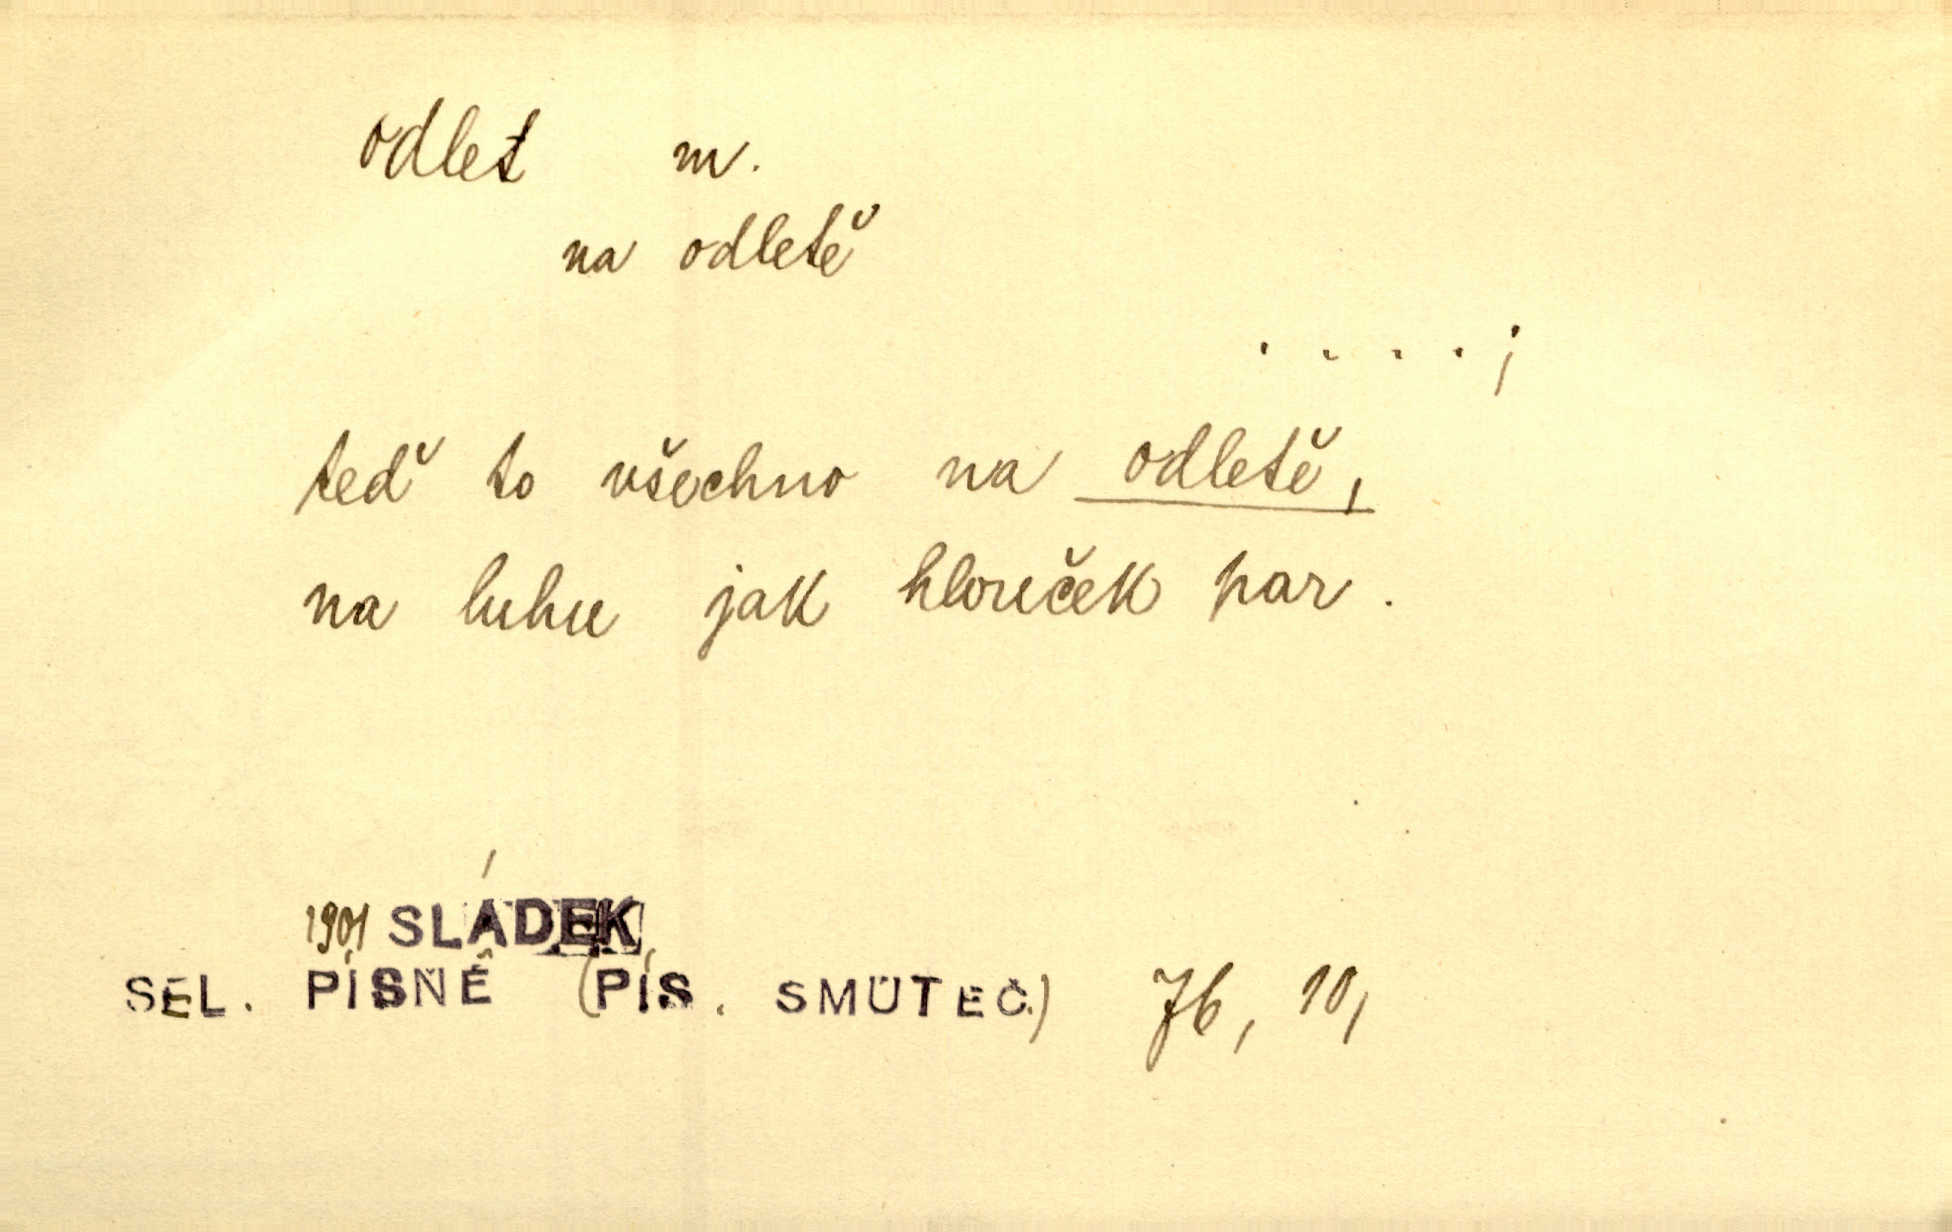 odlet m.
na odletě
. . . . ;
teď to všechno na odletě,
na luhu jak hlouček par.
1901 SLÁDEK
SEL. PÍSNĚ (PÍS. SMUTEČ.) 76, 10,